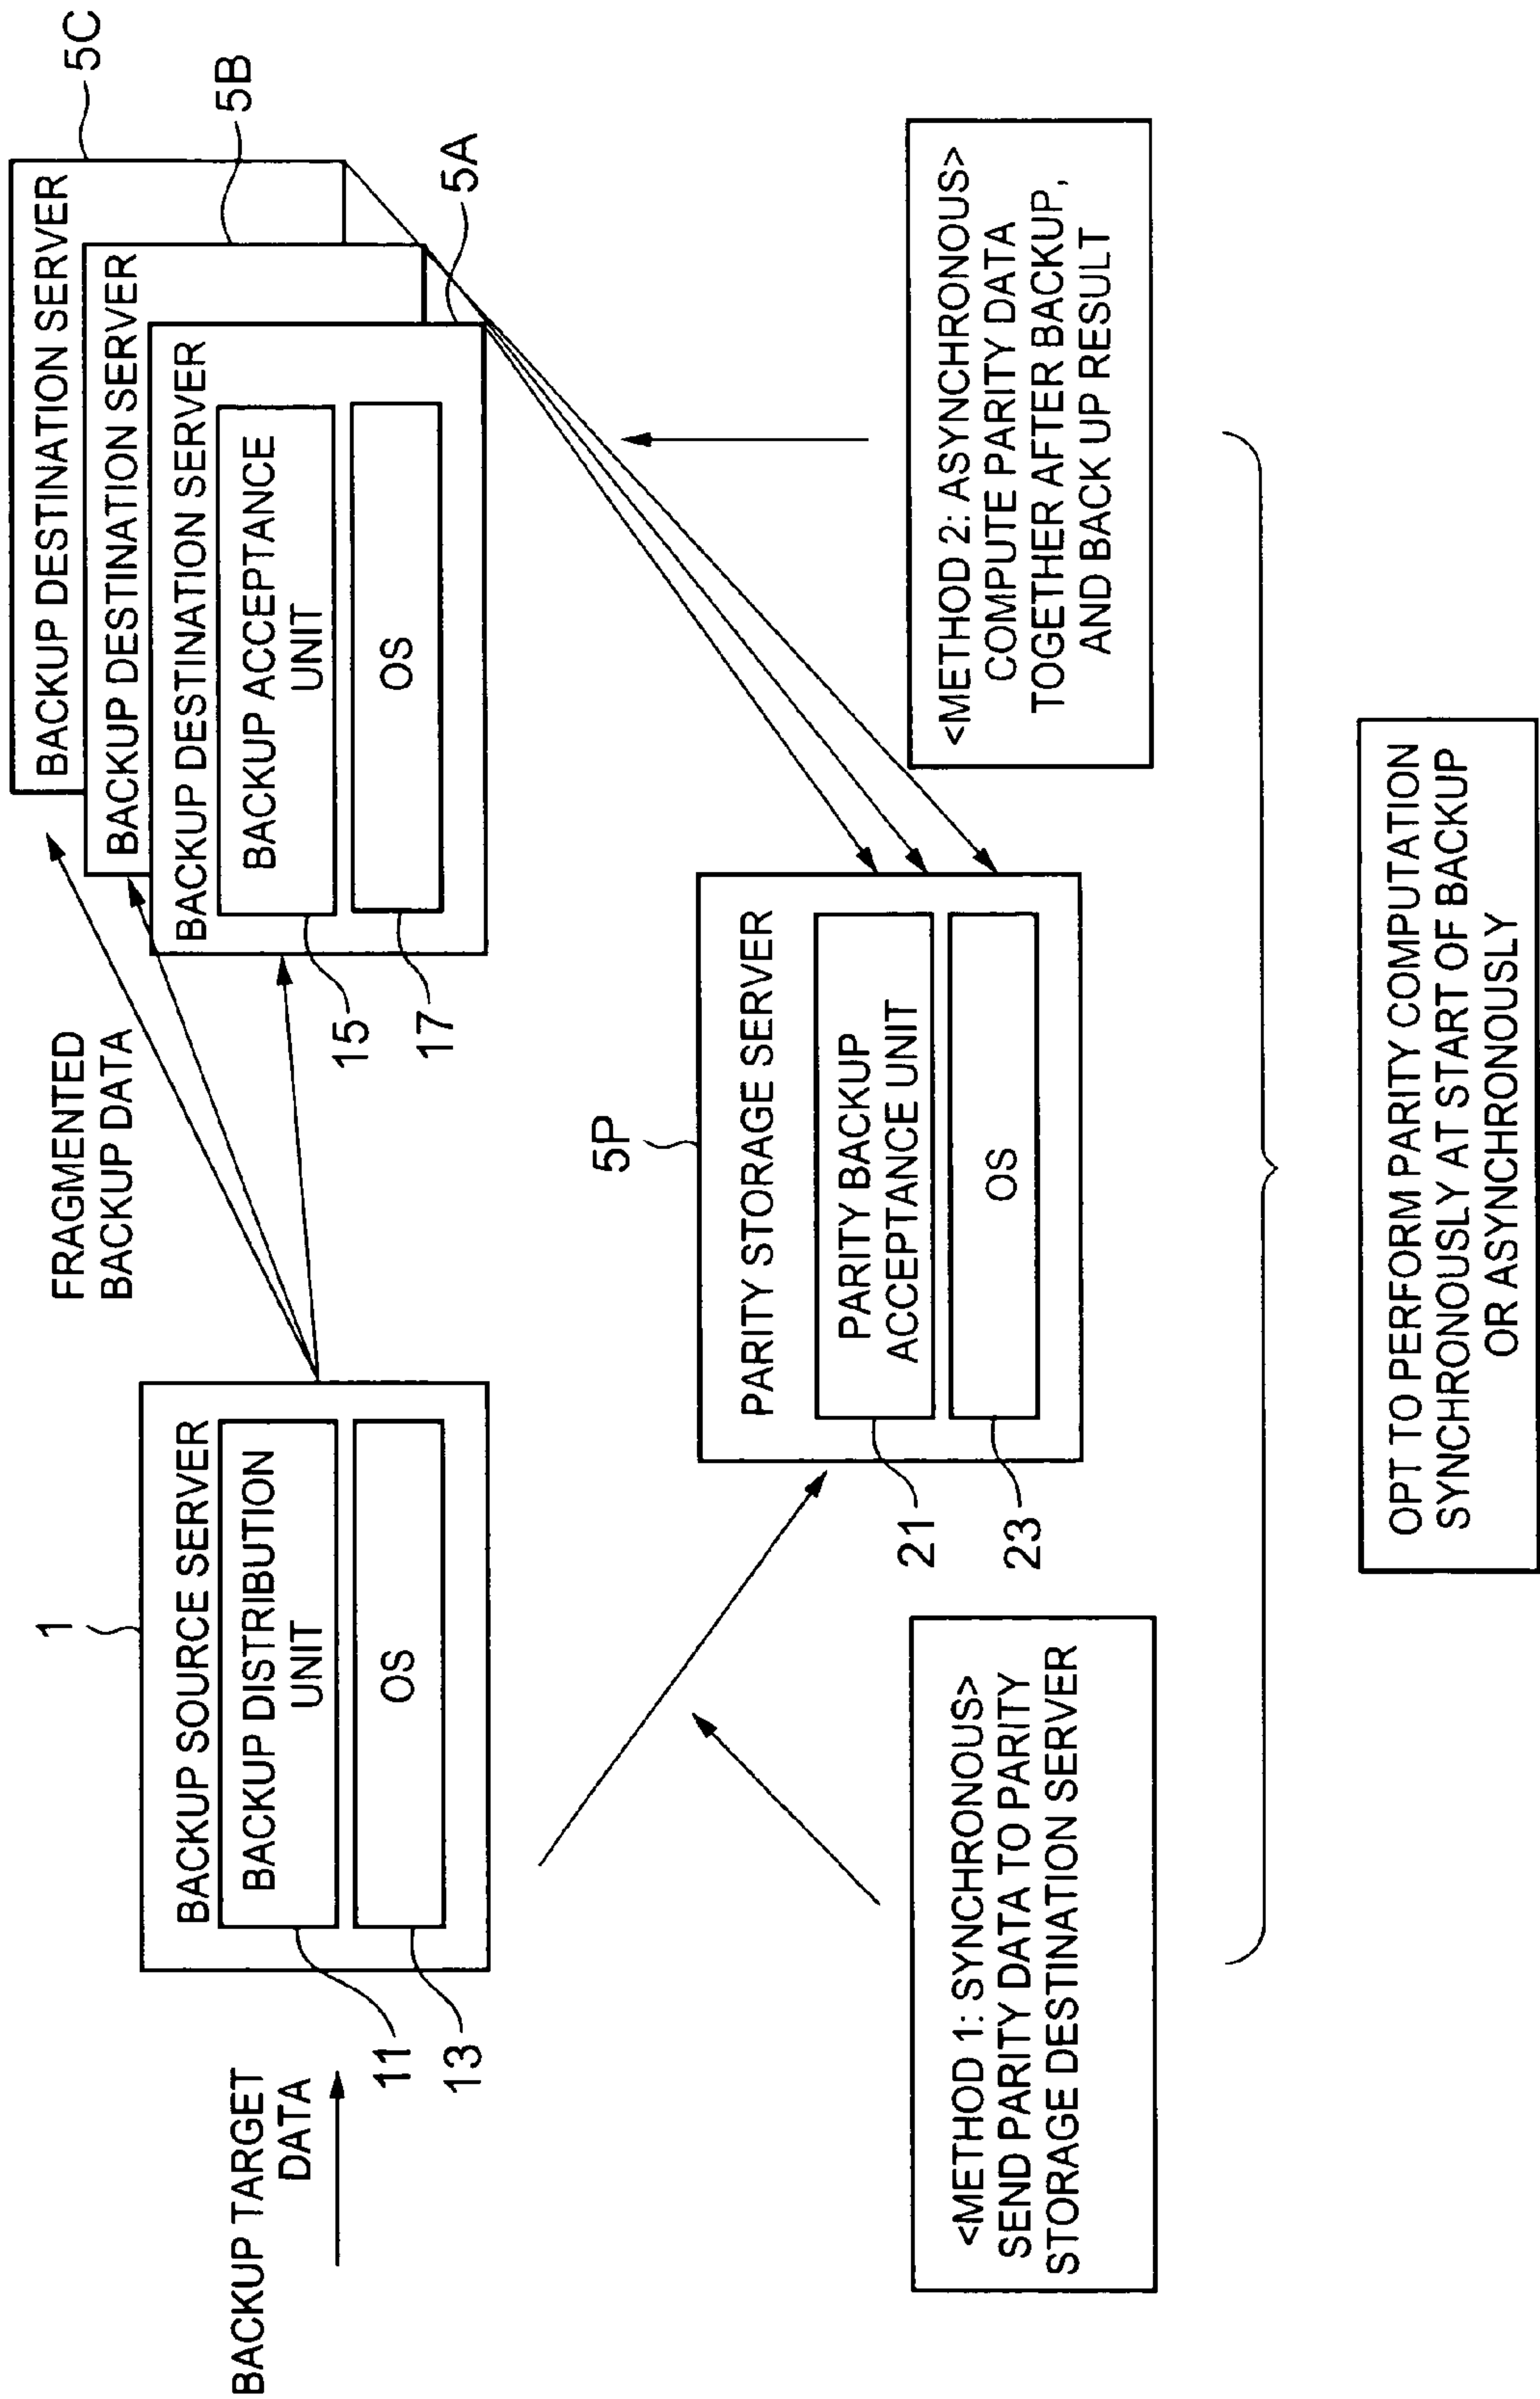 BACKUP TARGET
DATA
1
BACKUP SOURCE SERVER
BACKUP DISTRIBUTION
UNIT
OS
11
13
FRAGMENTED
BACKUP DATA
BACKUP DESTINATION SERVER
5C
BACKUP DESTINATION SERVER
5B
BACKUP DESTINATION SERVER
5A
BACKUP ACCEPTANCE
UNIT
OS
15
17
5P
PARITY STORAGE SERVER
PARITY BACKUP
ACCEPTANCE UNIT
OS
21
23
<METHOD 1: SYNCHRONOUS>
SEND PARITY DATA TO PARITY
STORAGE DESTINATION SERVER
<METHOD 2: ASYNCHRONOUS>
COMPUTE PARITY DATA
TOGETHER AFTER BACKUP,
AND BACK UP RESULT
OPT TO PERFORM PARITY COMPUTATION
SYNCHRONOUSLY AT START OF BACKUP
OR ASYNCHRONOUSLY